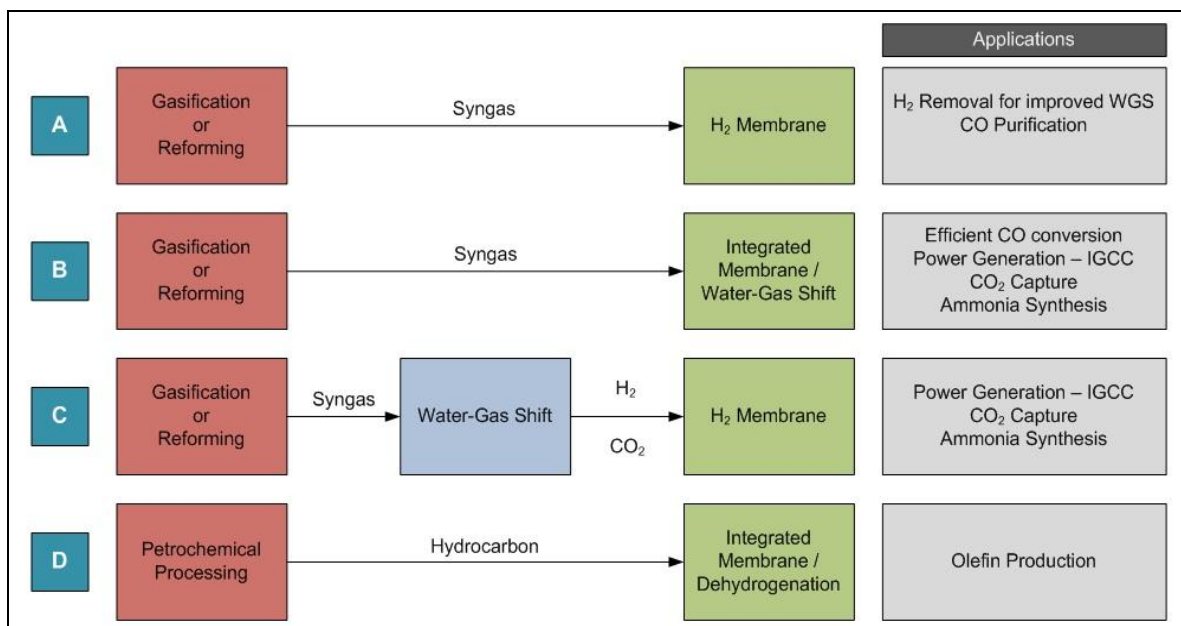 Applications
A
Gasification
or
Reforming
Syngas
H₂ Membrane
H₂ Removal for improved WGS
CO Purification
B
Gasification
or
Reforming
Syngas
Integrated
Membrane /
Water-Gas Shift
Efficient CO conversion
Power Generation – IGCC
CO₂ Capture
Ammonia Synthesis
C
Gasification
or
Reforming
Syngas
Water-Gas Shift
H₂
CO₂
H₂ Membrane
Power Generation – IGCC
CO₂ Capture
Ammonia Synthesis
D
Petrochemical
Processing
Hydrocarbon
Integrated
Membrane /
Dehydrogenation
Olefin Production